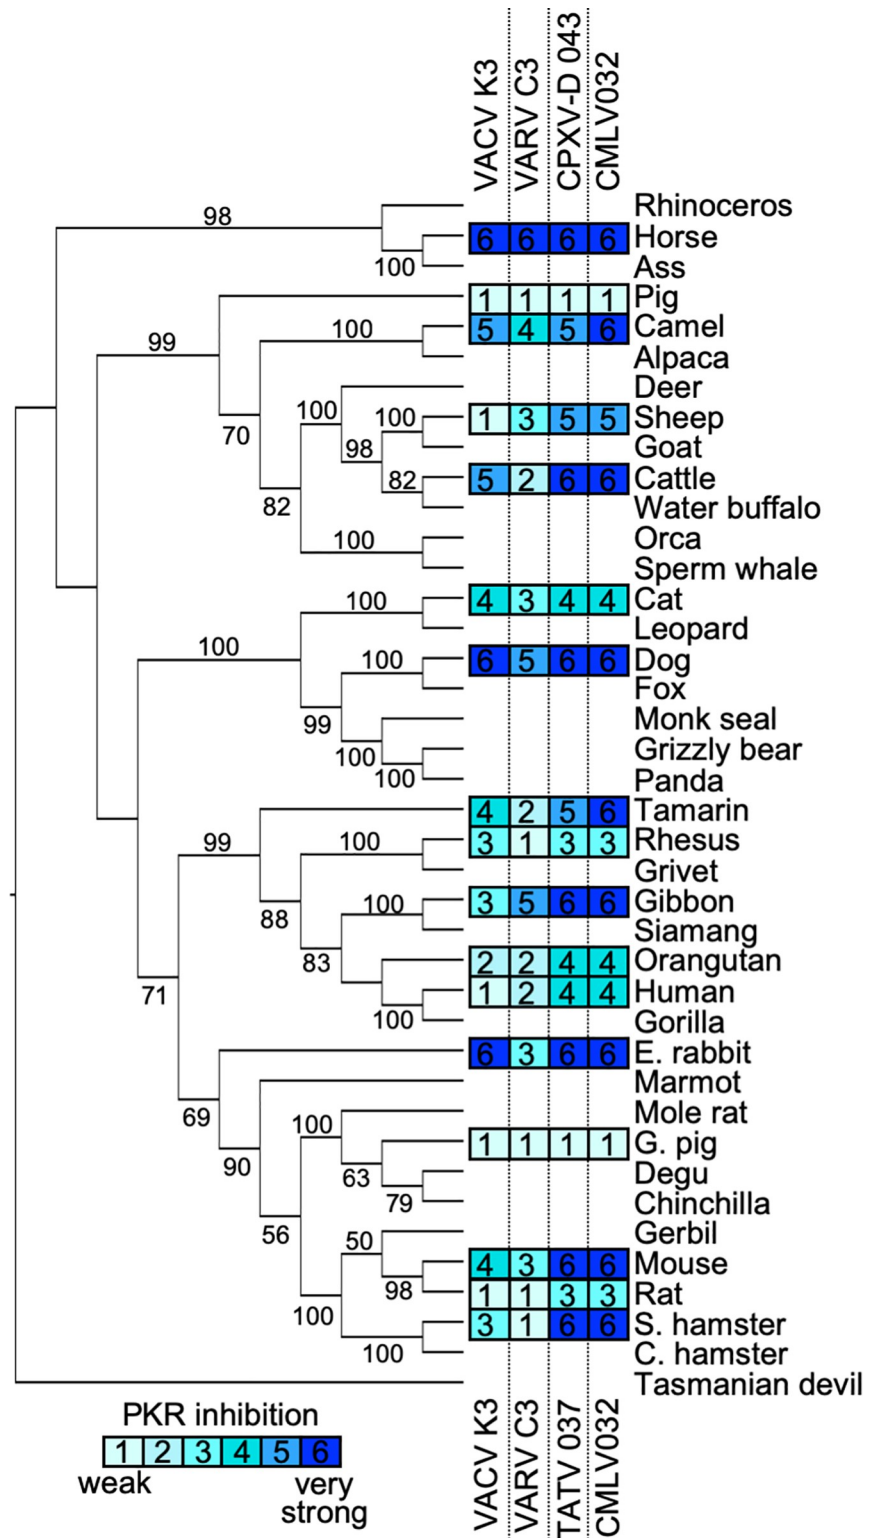 VACV K3
VARV C3
CPXV-D 043
CMLV032
Rhinoceros
98
6 6 6 6 Horse
100
Ass
1 1 1 1 Pig
99
100
5 4 5 6 Camel
Alpaca
Deer
100
100
1 3 5 5 Sheep
70
98
Goat
82
5 2 6 6 Cattle
82
Water buffalo
100
Orca
Sperm whale
100
4 3 4 4 Cat
Leopard
100
100
6 5 6 6 Dog
Fox
99
Monk seal
100
Grizzly bear
100
Panda
4 2 5 6 Tamarin
99
100
3 1 3 3 Rhesus
Grivet
88
100
3 5 6 6 Gibbon
Siamang
83
2 2 4 4 Orangutan
71
1 2 4 4 Human
100
Gorilla
6 3 6 6 E. rabbit
Marmot
69
100
Mole rat
90
1 1 1 1 G. pig
63
Degu
79
Chinchilla
56
50
Gerbil
4 3 6 6 Mouse
98
1 1 3 3 Rat
100
3 1 6 6 S. hamster
100
C. hamster
Tasmanian devil
PKR inhibition
1 2 3 4 5 6
weak
very
strong
VACV K3
VARV C3
TATV 037
CMLV032